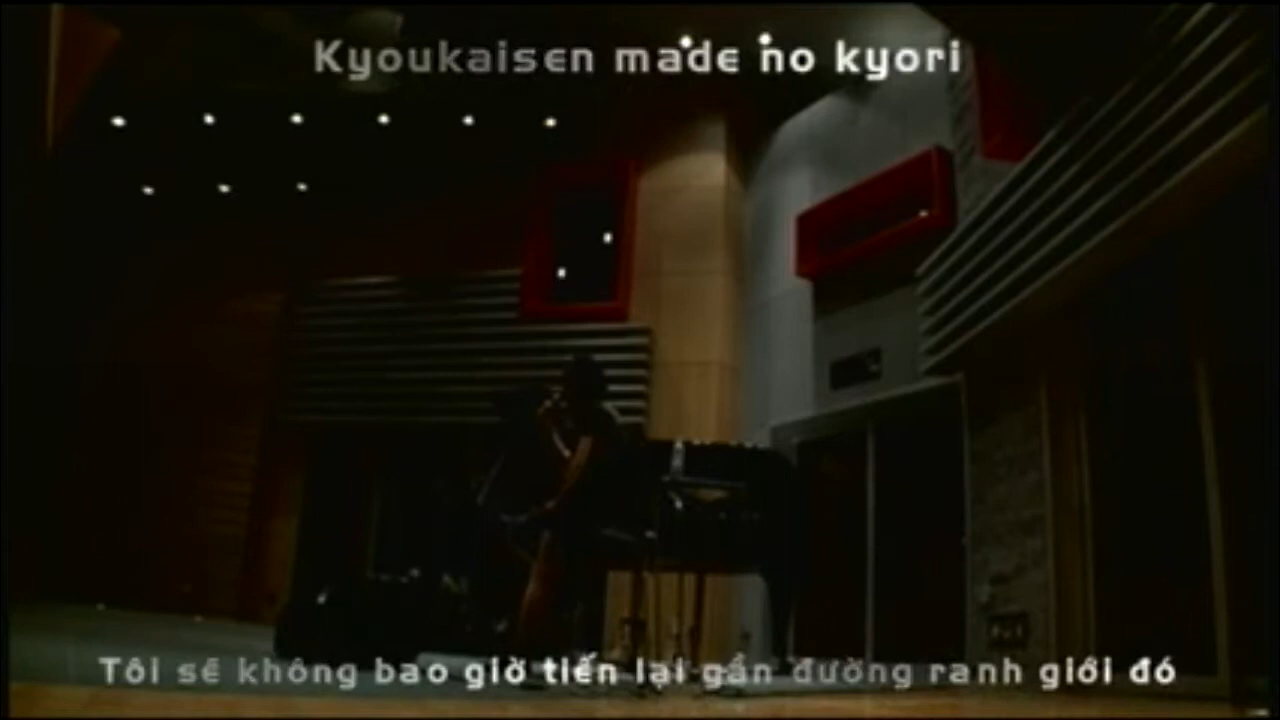 Kyoukaisen made no kyori
Tôi sẽ không bao giờ tiến lại gần đường ranh giới đó